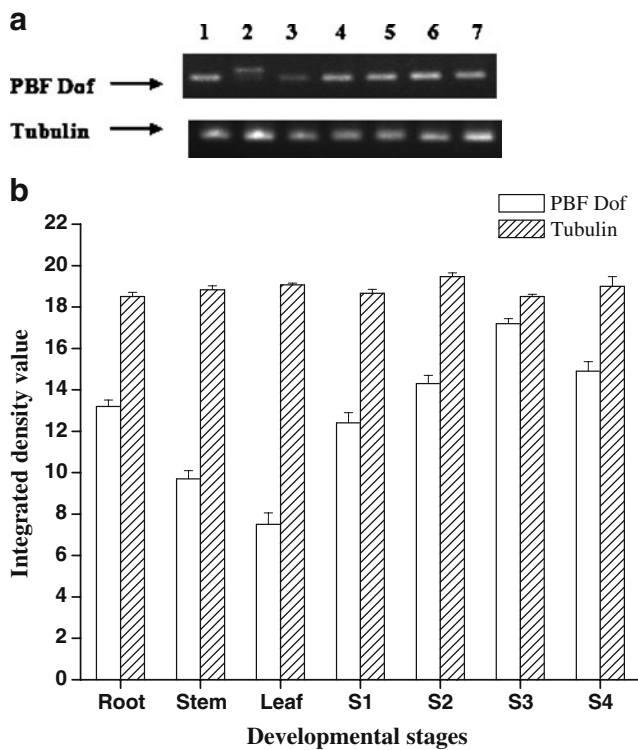 a
1 2 3 4 5 6 7
PBF Dof
Tubulin
b
PBF Dof
Tubulin
22
20
18
16
14
12
10
8
6
4
2
0
Integrated density value
Root Stem Leaf S1 S2 S3 S4
Developmental stages